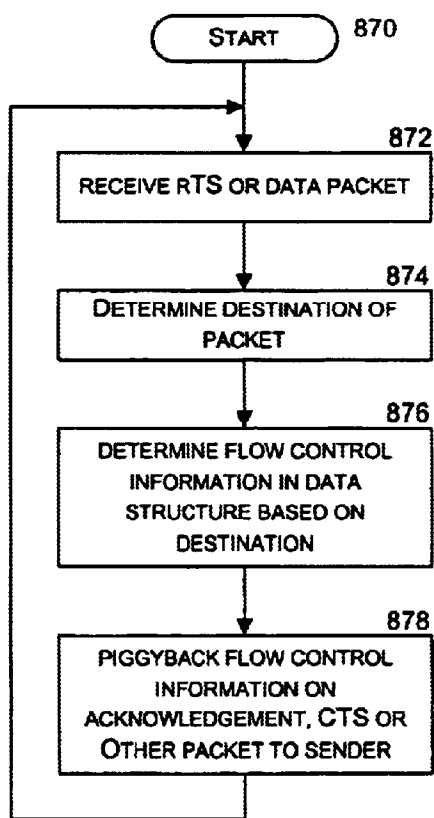 START 870
872
RECEIVE RTS OR DATA PACKET
874
DETERMINE DESTINATION OF
PACKET
876
DETERMINE FLOW CONTROL
INFORMATION IN DATA
STRUCTURE BASED ON
DESTINATION
878
PIGGYBACK FLOW CONTROL
INFORMATION ON
ACKNOWLEDGEMENT, CTS OR
OTHER PACKET TO SENDER